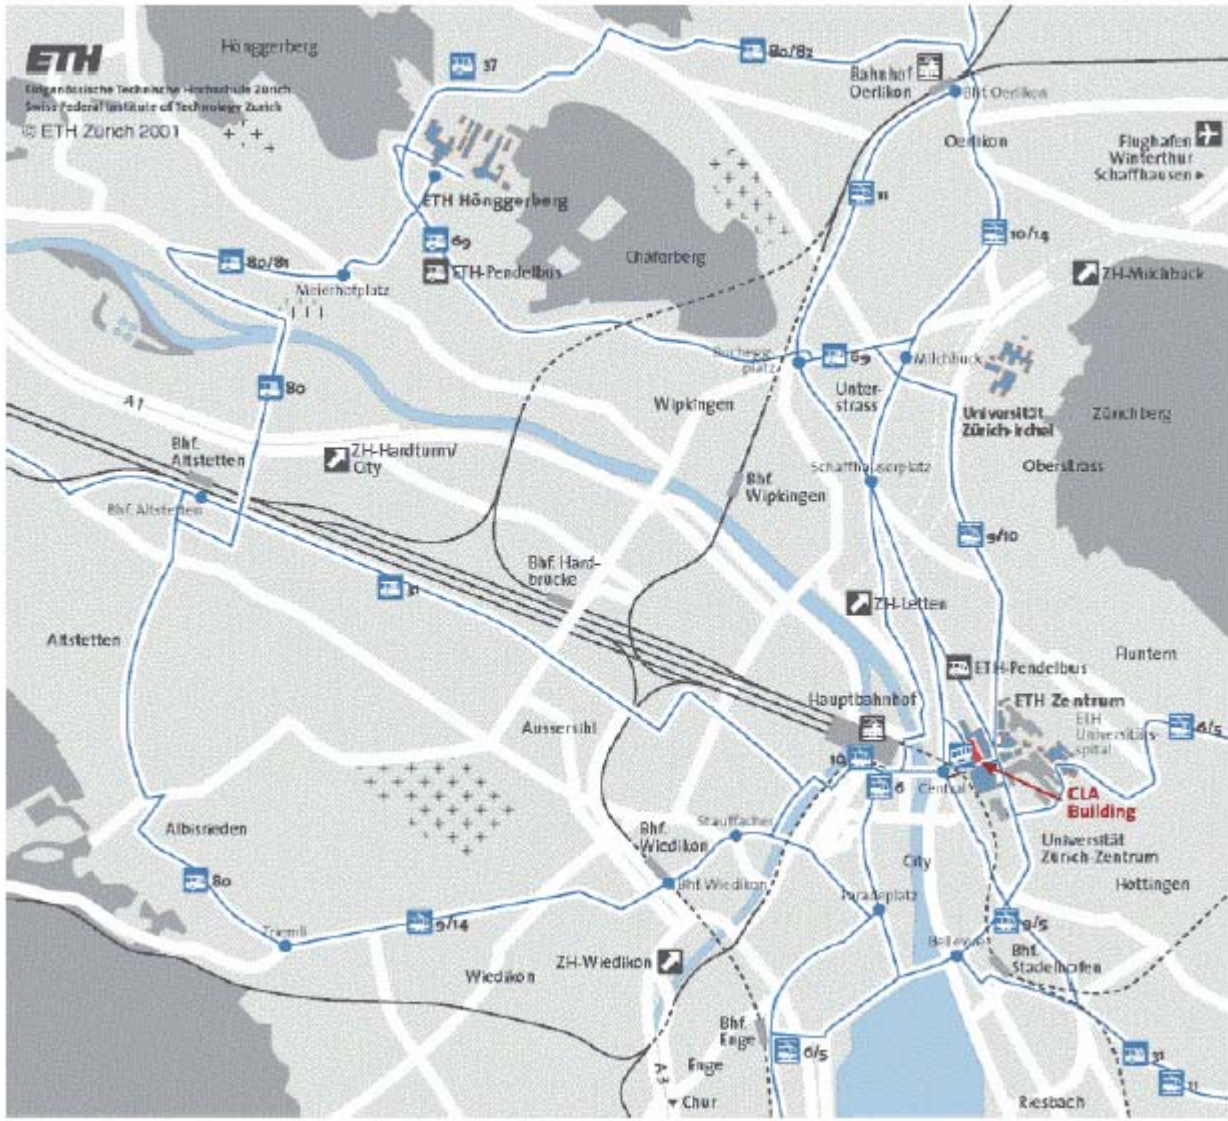 ETH
Hönggerberg
Eidgenössische Technische Hochschule Zürich
Swiss Federal Institute of Technology Zurich
© ETH Zürich 2001
37
80/82
Bahnhof
Oerlikon
Bhf. Oerlikon
Oerlikon
Flughafen
Winterthur
Schaffhausen
ETH Hönggerberg
11
10/14
69
ETH-Pendelbus
Chäferberg
ZH-Milchbuck
80/81
Meierhofplatz
Bucheggplatz
69
Milchbuck
Unter-
strass
Wipkingen
Universität
Zürich-Irchel
Zürichberg
80
A1
Bhf.
Altstetten
ZH-Hardturm/
City
Schaffhauserplatz
Oberstrass
Bhf.
Wipkingen
Bhf. Altstetten
9/10
Bhf. Hard-
brücke
31
ZH-Letten
Altstetten
Fluntern
ETH-Pendelbus
Hauptbahnhof
ETH Zentrum
ETH
Universitäts-
spital
Aussersihl
6/5
10
6
Central
CLA
Building
Albisrieden
Stauffacher
Bhf.
Wiedikon
Universität
Zürich-Zentrum
City
Hottingen
80
Bhf. Wiedikon
Paradeplatz
9/14
9/5
Triemli
Bellevue
Bhf.
Stadelhofen
Wiedikon
ZH-Wiedikon
Bhf.
Enge
6/5
Enge
31
11
A3
Chur
Riesbach